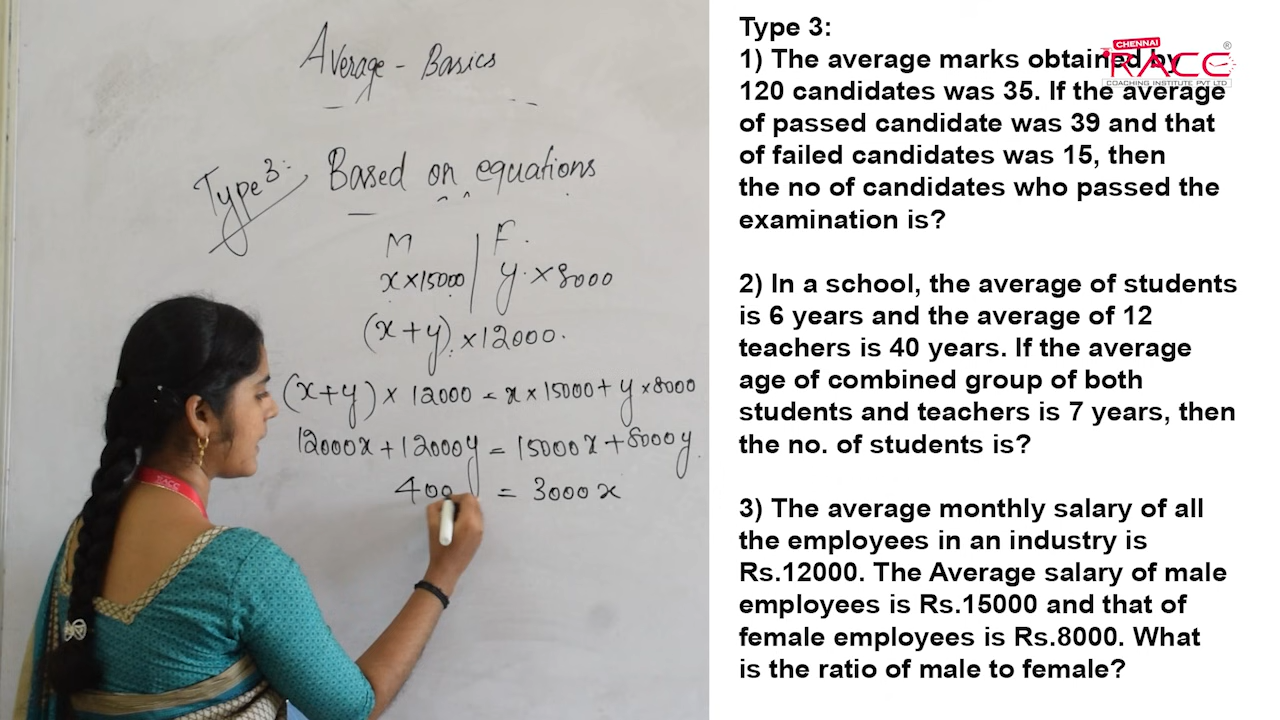 Average - Basics
Type 3: Based on equations
M | F.
x×15000 | y×8000
(x+y).×12000.
(x+y)×12000 = x×15000+y×8000
12000x+12000y = 15000x+8000y.
400 = 3000x
RACE
Type 3:
1) The average marks obtained by
120 candidates was 35. If the average
of passed candidate was 39 and that
of failed candidates was 15, then
the no of candidates who passed the
examination is?
2) In a school, the average of students
is 6 years and the average of 12
teachers is 40 years. If the average
age of combined group of both
students and teachers is 7 years, then
the no. of students is?
3) The average monthly salary of all
the employees in an industry is
Rs.12000. The Average salary of male
employees is Rs.15000 and that of
female employees is Rs.8000. What
is the ratio of male to female?
CHENNAI
RACE ®
COACHING INSTITUTE PVT LTD